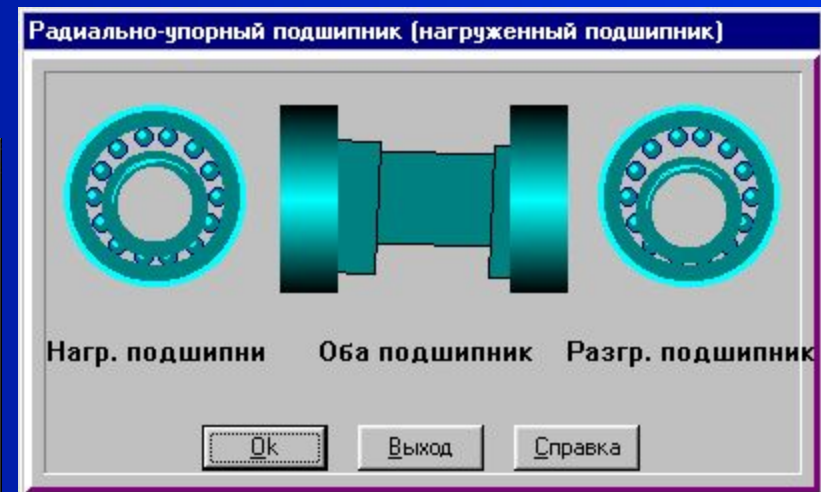 Радиально-упорный подшипник (нагруженный подшипник)
Нагр. подшипни Оба подшипник Разгр. подшипник
Ok Выход Справка